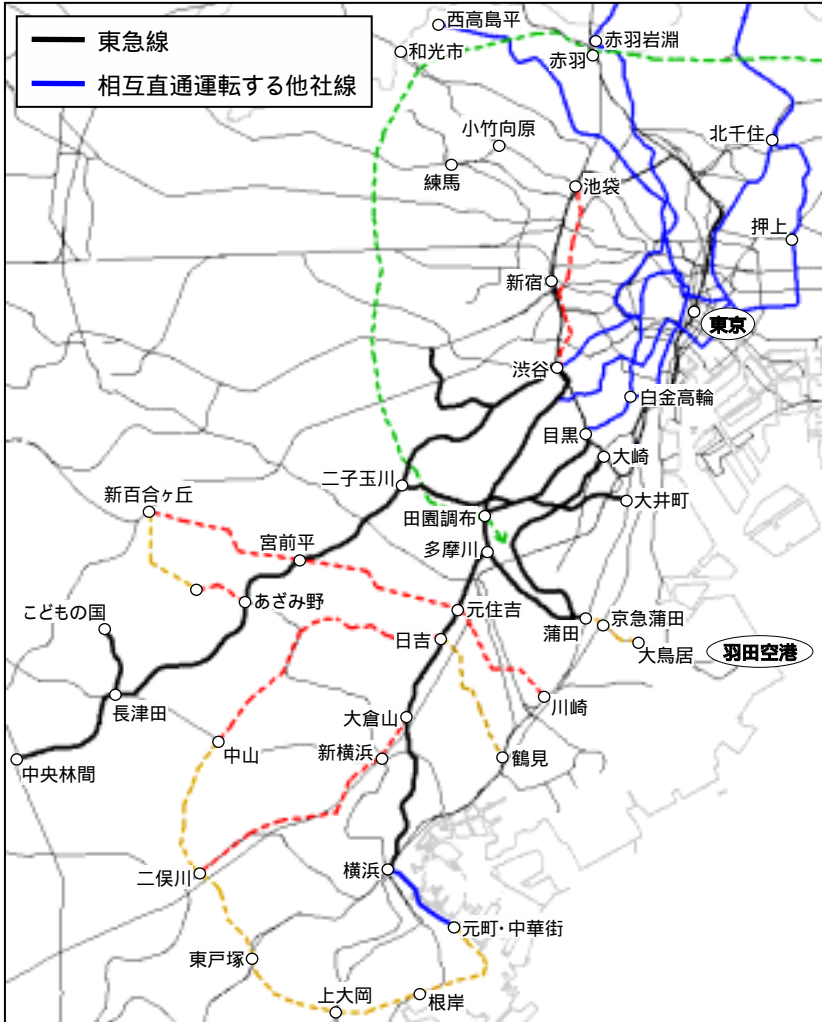 西高島平
東急線
赤羽岩淵
和光市
赤羽
相互直通運転する他社線
小竹向原
北千住
練馬
池袋
押上
新宿
東京
渋谷
白金高輪
目黒
大崎
二子玉川
大井町
新百合ヶ丘
田園調布
宮前平
多摩川
あざみ野
こどもの国
元住吉
京急蒲田
蒲田
日吉
大鳥居
羽田空港
長津田
川崎
大倉山
中山
新横浜
鶴見
中央林間
横浜
二俣川
元町・中華街
東戸塚
上大岡
根岸